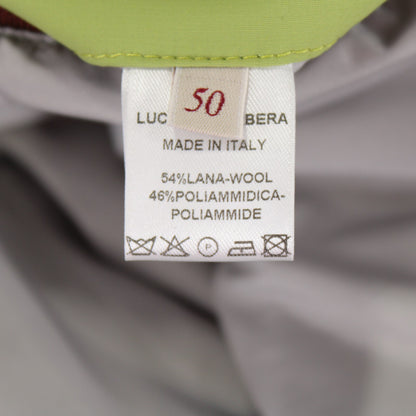 50
LUC BERA
MADE IN ITALY
54%LANA-WOOL
46%POLIAMMIDICA-
POLIAMMIDE
P